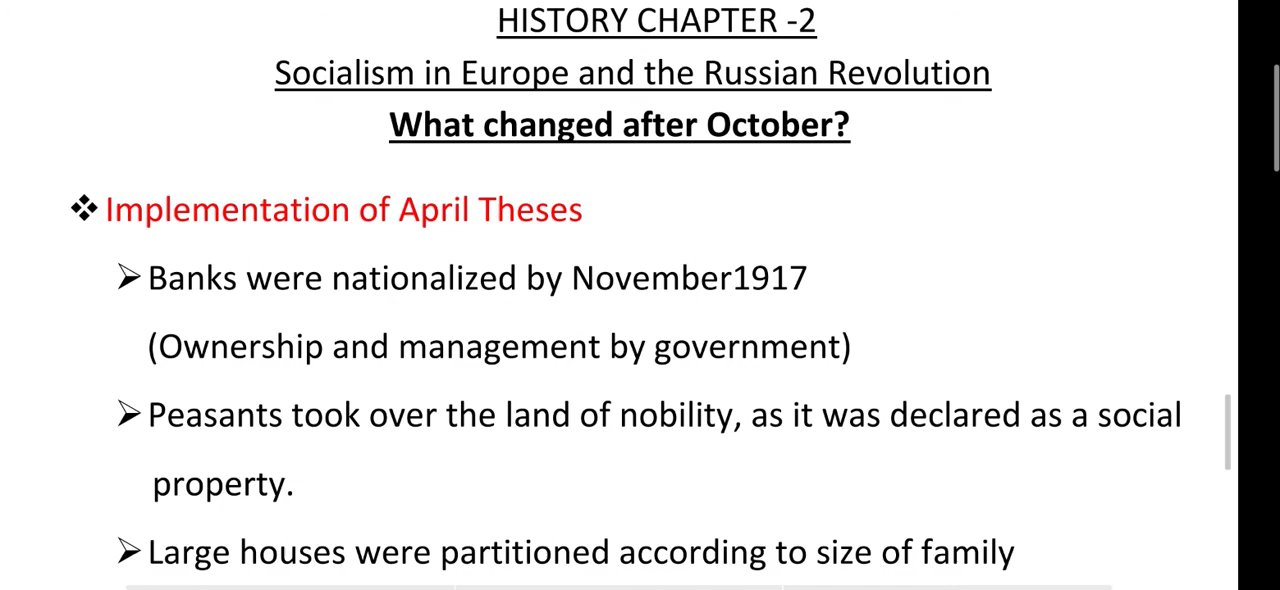 HISTORY CHAPTER -2
Socialism in Europe and the Russian Revolution
What changed after October?
❖ Implementation of April Theses
➢ Banks were nationalized by November1917
(Ownership and management by government)
➢ Peasants took over the land of nobility, as it was declared as a social
property.
➢ Large houses were partitioned according to size of family